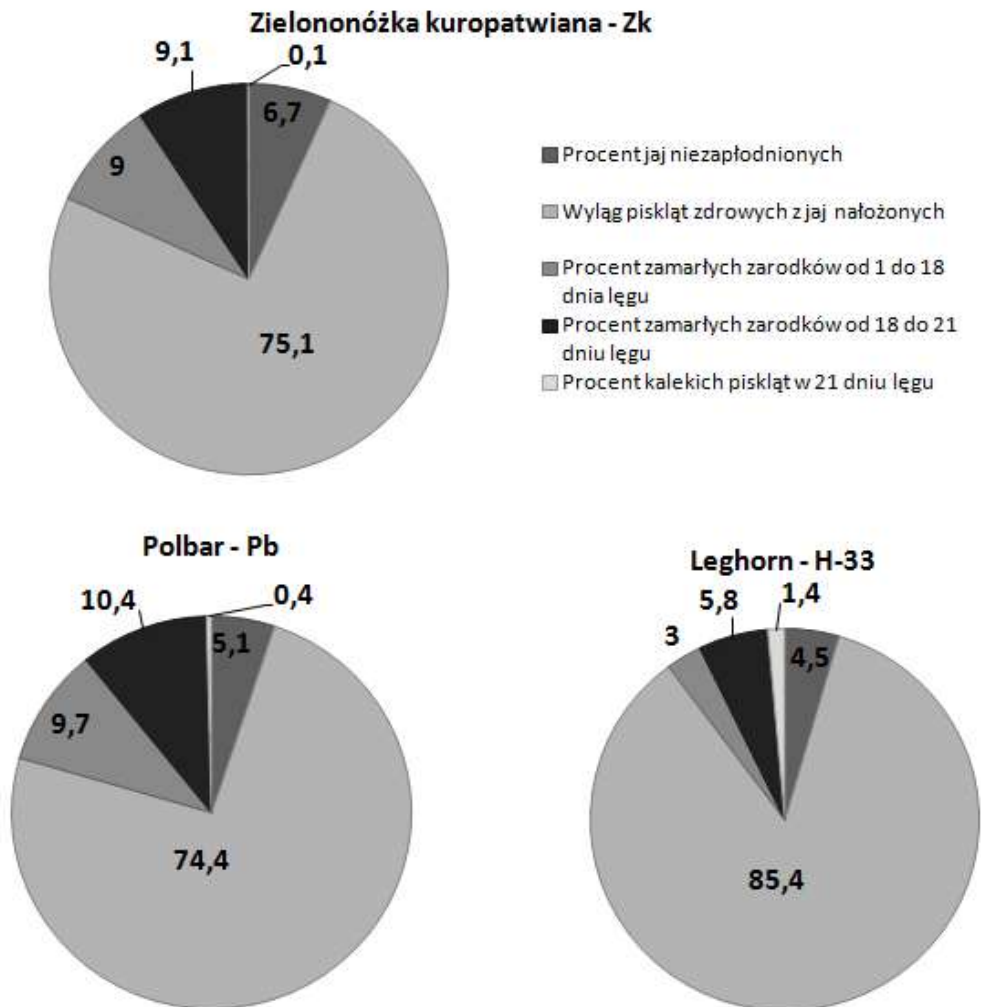 Zielononóżka kuropatwiana - Zk
9,1
0,1
6,7
9
75,1
Procent jaj niezapłodnionych
Wyląg piskląt zdrowych z jaj nałożonych
Procent zamarłych zarodków od 1 do 18
dnia lęgu
Procent zamarłych zarodków od 18 do 21
dniu lęgu
Procent kalekich piskląt w 21 dniu lęgu
Polbar - Pb
10,4
0,4
5,1
9,7
74,4
Leghorn - H-33
5,8
1,4
3
4,5
85,4